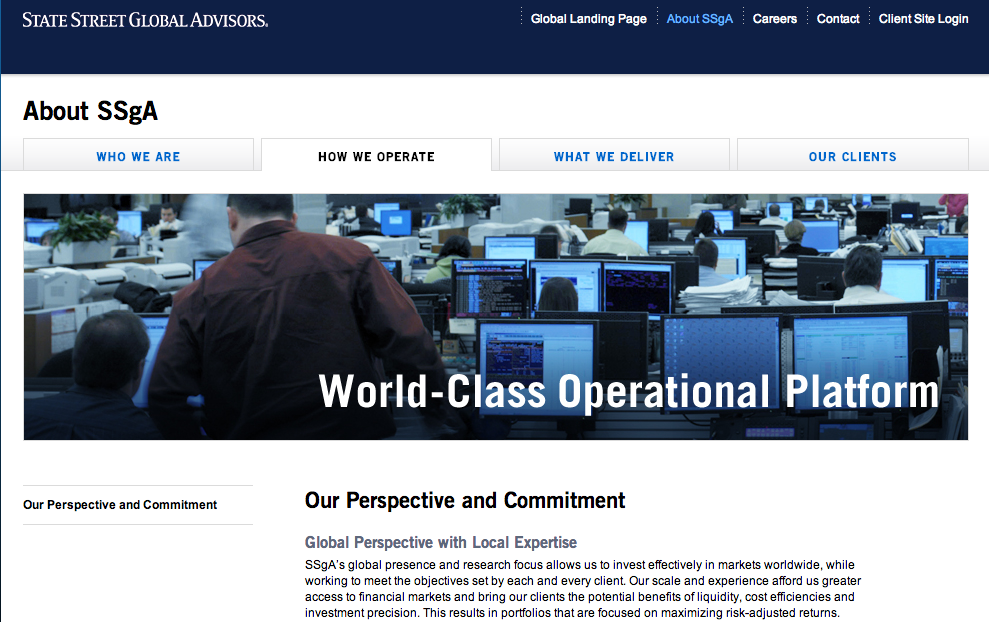 STATE STREET GLOBAL ADVISORS.
Global Landing Page
About SSgA
Careers
Contact
Client Site Login
About SSgA
WHO WE ARE
HOW WE OPERATE
WHAT WE DELIVER
OUR CLIENTS
World-Class Operational Platform
Our Perspective and Commitment
Our Perspective and Commitment
Global Perspective with Local Expertise
SSgA's global presence and research focus allows us to invest effectively in markets worldwide, while
working to meet the objectives set by each and every client. Our scale and experience afford us greater
access to financial markets and bring our clients the potential benefits of liquidity, cost efficiencies and
investment precision. This results in portfolios that are focused on maximizing risk-adjusted returns.